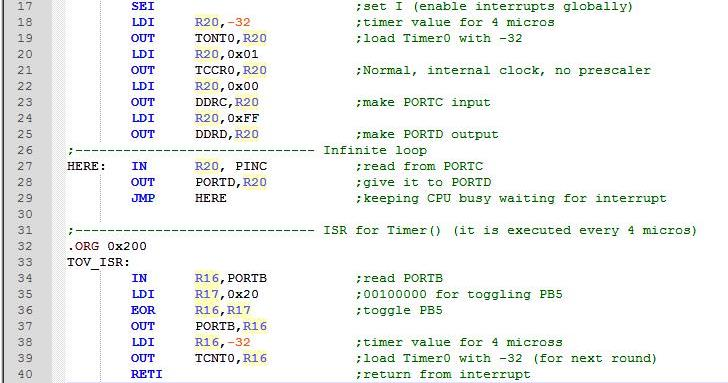 17 SEI ;set I (enable interrupts globally)
18 LDI R20,-32 ;timer value for 4 micros
19 OUT TONT0,R20 ;load Timer0 with -32
20 LDI R20,0x01
21 OUT TCCR0,R20 ;Normal, internal clock, no prescaler
22 LDI R20,0x00
23 OUT DDRC,R20 ;make PORTC input
24 LDI R20,0xFF
25 OUT DDRD,R20 ;make PORTD output
26 ;------------------------------ Infinite loop
27 HERE: IN R20, PINC ;read from PORTC
28 OUT PORTD,R20 ;give it to PORTD
29 JMP HERE ;keeping CPU busy waiting for interrupt
30
31 ;------------------------------ ISR for Timer() (it is executed every 4 micros)
32 .ORG 0x200
33 TOV_ISR:
34 IN R16,PORTB ;read PORTB
35 LDI R17,0x20 ;00100000 for toggling PB5
36 EOR R16,R17 ;toggle PB5
37 OUT PORTB,R16
38 LDI R16,-32 ;timer value for 4 micross
39 OUT TCNT0,R16 ;load Timer0 with -32 (for next round)
40 RETI ;return from interrupt